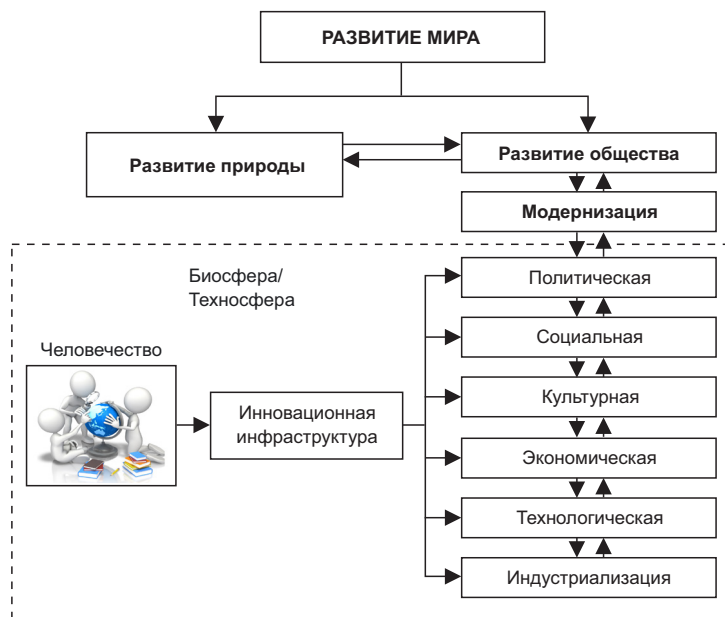 РАЗВИТИЕ МИРА
Развитие природы
Развитие общества
Модернизация
Биосфера/
Техносфера
Политическая
Социальная
Человечество
Культурная
Инновационная
инфраструктура
Экономическая
Технологическая
Индустриализация